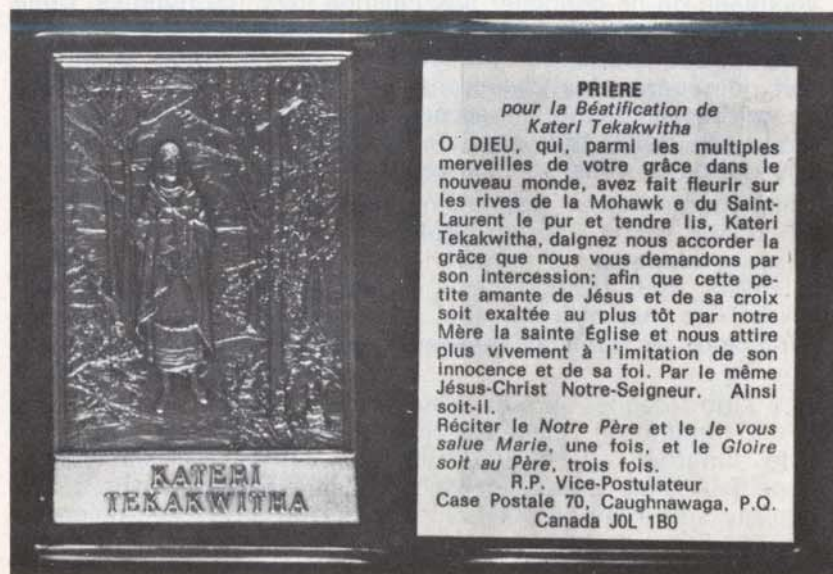 KATERI
TEKAKWITHA
PRIÈRE
pour la Béatification de
Kateri Tekakwitha
O DIEU, qui, parmi les multiples
merveilles de votre grâce dans le
nouveau monde, avez fait fleurir sur
les rives de la Mohawk e du Saint-
Laurent le pur et tendre lis, Kateri
Tekakwitha, daignez nous accorder la
grâce que nous vous demandons par
son intercession; afin que cette pe-
tite amante de Jésus et de sa croix
soit exaltée au plus tôt par notre
Mère la sainte Église et nous attire
plus vivement à l'imitation de son
innocence et de sa foi. Par le même
Jésus-Christ Notre-Seigneur. Ainsi
soit-il.
Réciter le Notre Père et le Je vous
salue Marie, une fois, et le Gloire
soit au Père, trois fois.
R.P. Vice-Postulateur
Case Postale 70, Caughnawaga, P.Q.
Canada J0L 1B0